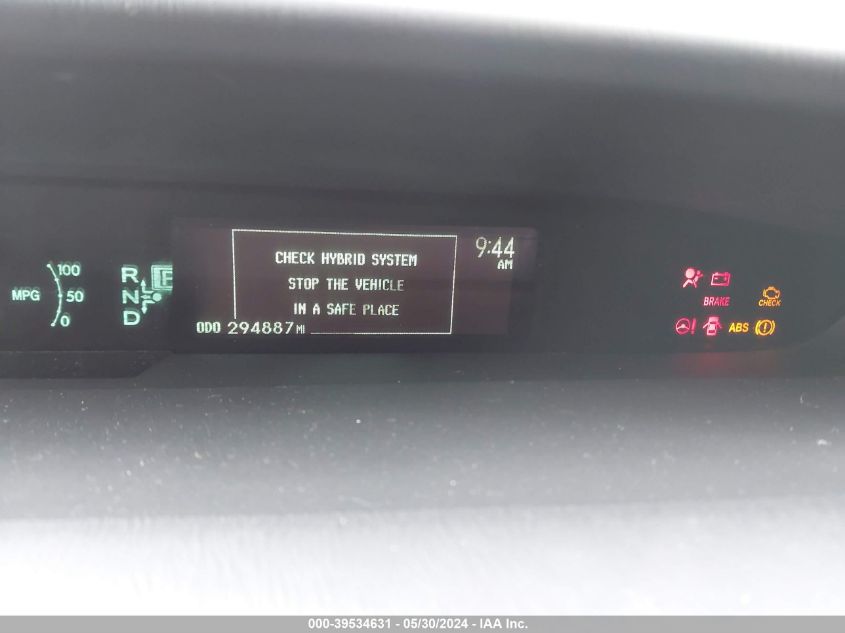 100
MPG 50
0
R
N
D
P
CHECK HYBRID SYSTEM
STOP THE VEHICLE
IN A SAFE PLACE
ODO 294887 MI
9:44
AM
BRAKE
CHECK
ABS
000-39534631 - 05/30/2024 - IAA Inc.